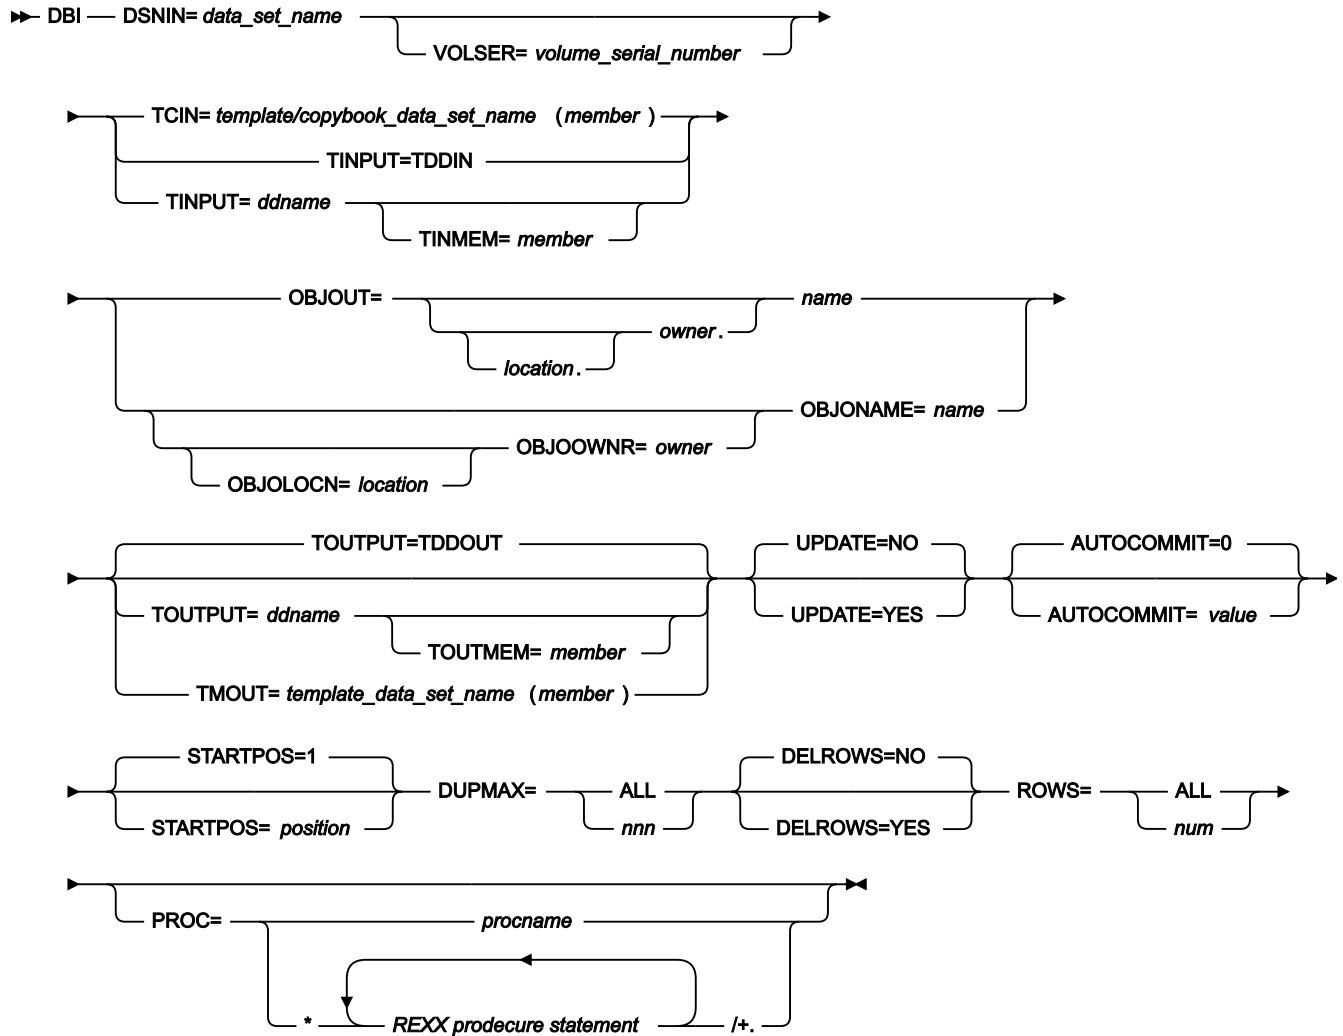 DBI DSNIN= data_set_name
VOLSER= volume_serial_number
TCIN= template/copybook_data_set_name (member )
TINPUT=TDDIN
TINPUT= ddname
TINMEM= member
OBJOUT= name
owner.
location.
OBJONAME= name
OBJOOWNR= owner
OBJOLOCN= location
TOUTPUT=TDDOUT UPDATE=NO AUTOCOMMIT=0
TOUTPUT= ddname UPDATE=YES AUTOCOMMIT= value
TOUTMEM= member
TMOUT= template_data_set_name (member )
STARTPOS=1 DELROWS=NO
DUPMAX= ALL ROWS= ALL
STARTPOS= position nnn DELROWS=YES num
PROC= procname
* REXX prodecure statement /+.